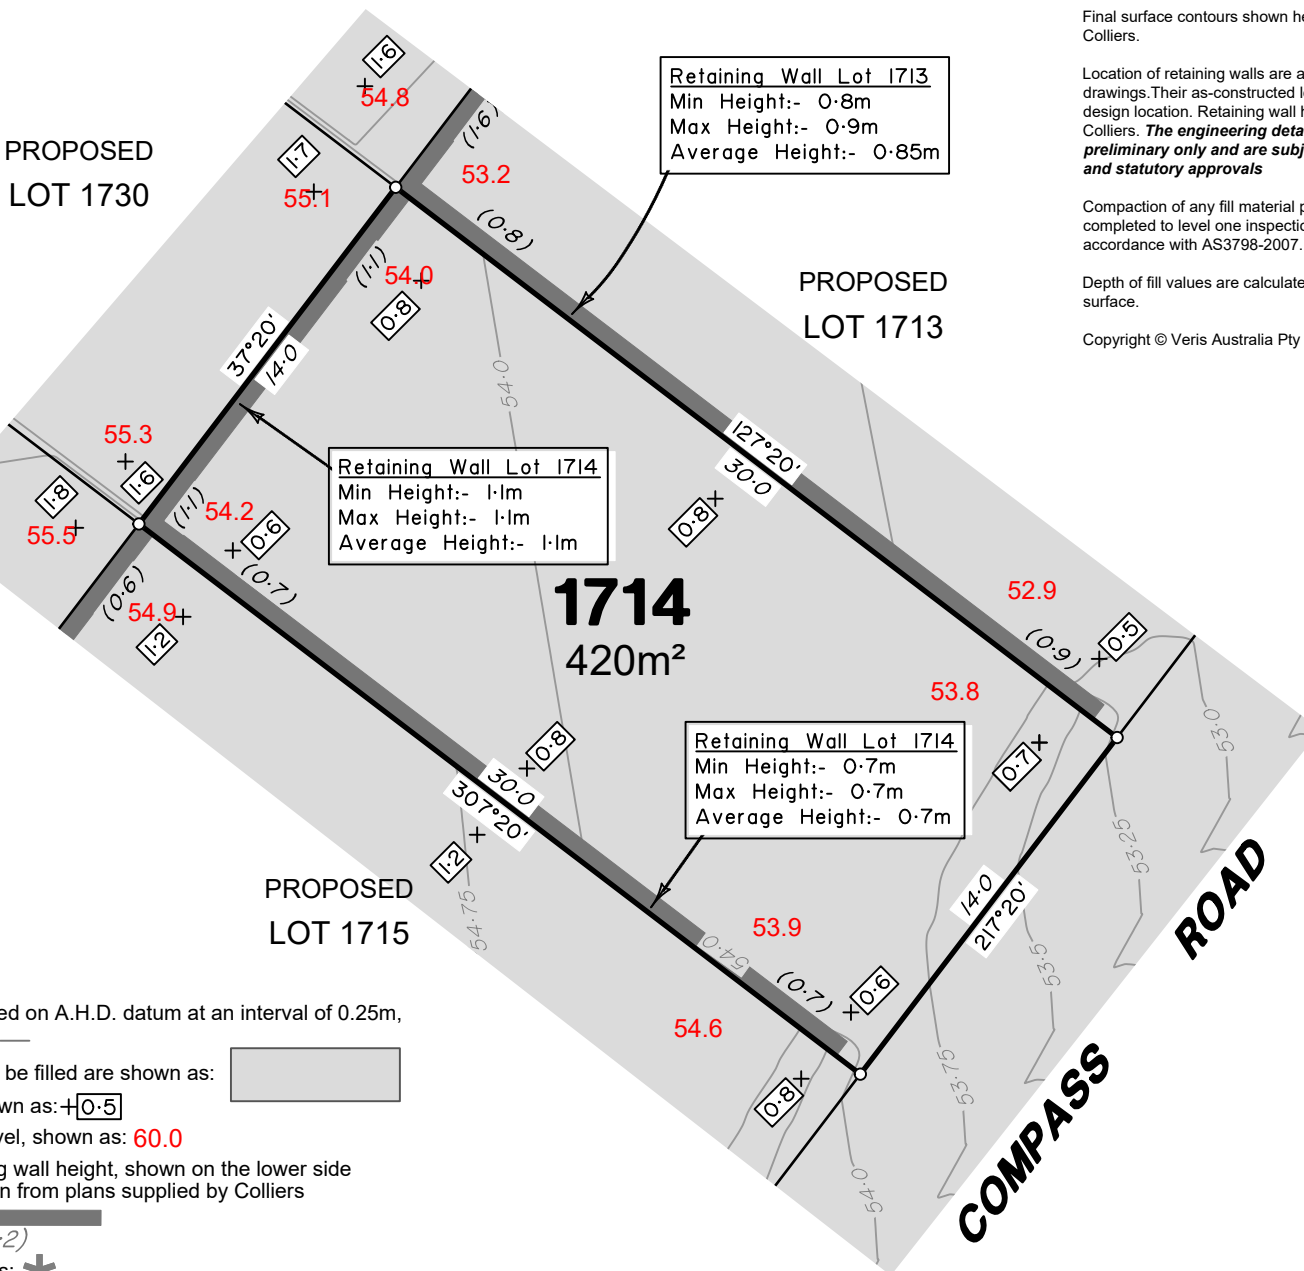 Final surface contours shown he
Colliers.
Location of retaining walls are a
drawings.Their as-constructed l
design location. Retaining wall h
Colliers. The engineering deta
preliminary only and are subj
and statutory approvals
Compaction of any fill material p
completed to level one inspectio
accordance with AS3798-2007.
Depth of fill values are calculate
surface.
Copyright © Veris Australia Pty
1·6
54.8
(1·6)
Retaining Wall Lot 1713
Min Height:- 0·8m
Max Height:- 0·9m
Average Height:- 0·85m
PROPOSED
LOT 1730
1·7
55.1
53.2
(0·8)
(1·1)
54.0
0·8
PROPOSED
LOT 1713
37°20'
14·0
54·0
55.3
1·6
1·8
55.5
(1·1)
54.2
0·6
(0·7)
Retaining Wall Lot 1714
Min Height:- 1·1m
Max Height:- 1·1m
Average Height:- 1·1m
127°20'
30·0
0·8
(0·6)
54.9
1·2
1714
420m²
52.9
(0·9)
0·5
53.8
53·0
0·7
Retaining Wall Lot 1714
Min Height:- 0·7m
Max Height:- 0·7m
Average Height:- 0·7m
0·8
30·0
307°20'
1·2
53·25
PROPOSED
LOT 1715
54·75
14·0
217°20'
ROAD
53.9
54·0
53·5
(0·7)
0·6
54.6
0·8
53·75
54·0
COMPASS
ed on A.H.D. datum at an interval of 0.25m,
be filled are shown as:
wn as: 0·5
vel, shown as: 60.0
g wall height, shown on the lower side
n from plans supplied by Colliers
·2)
s: